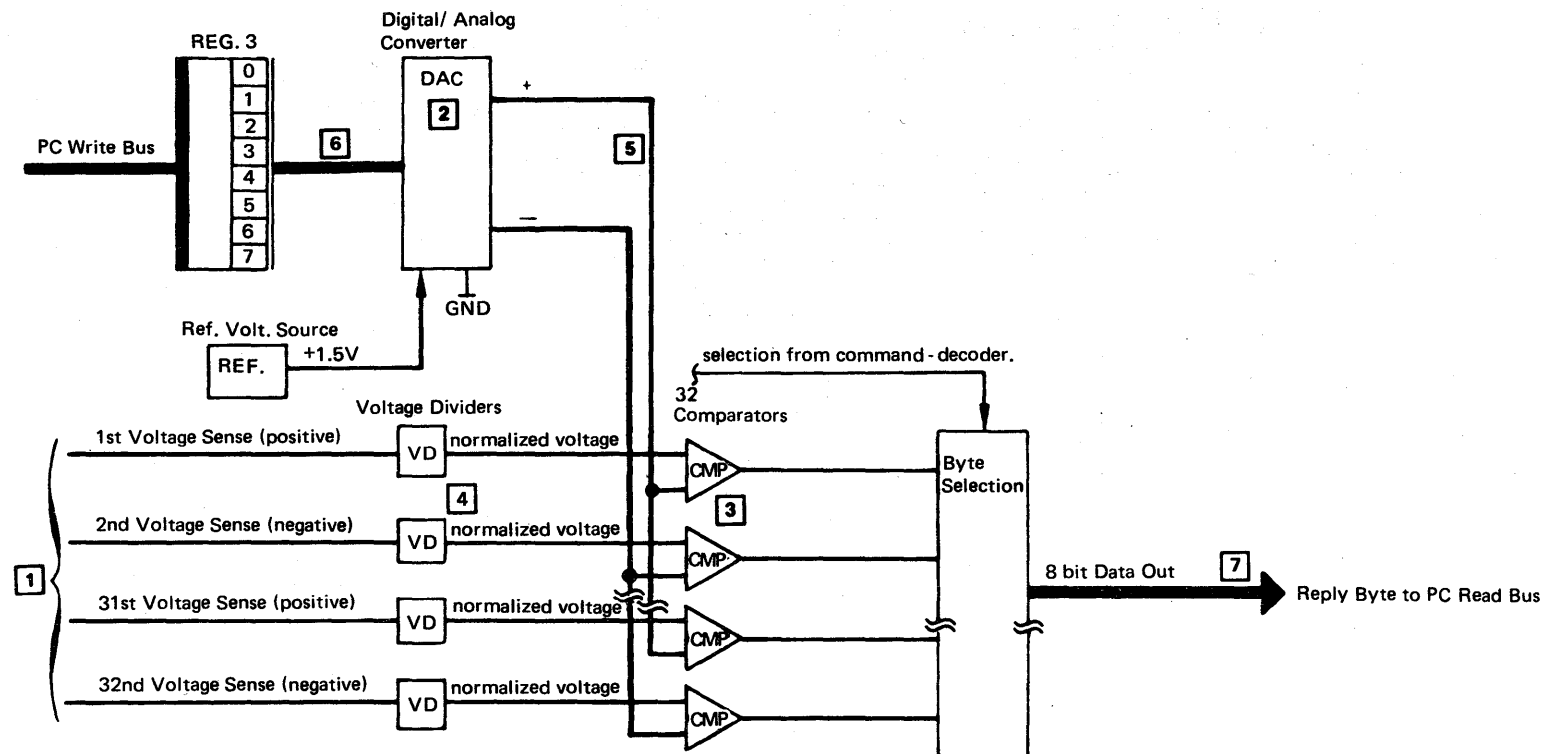 Digital/ Analog
Converter
REG. 3
DAC
2
0
1
2
3
4
5
6
7
PC Write Bus
6
+
5
—
GND
Ref. Volt. Source
REF.
+1.5V
selection from command - decoder.
32
Comparators
Voltage Dividers
1st Voltage Sense (positive)
VD
normalized voltage
CMP
Byte
Selection
4
3
2nd Voltage Sense (negative)
VD
normalized voltage
CMP
1
8 bit Data Out
7
Reply Byte to PC Read Bus
31st Voltage Sense (positive)
VD
normalized voltage
CMP
32nd Voltage Sense (negative)
VD
normalized voltage
CMP